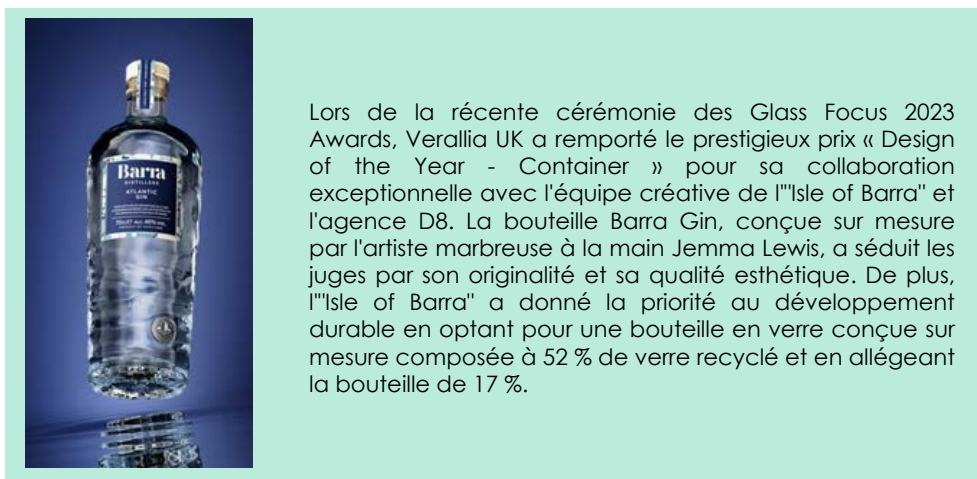 Barra
DISTILLERS
ATLANTIC
GIN
Lors de la récente cérémonie des Glass Focus 2023
Awards, Verallia UK a remporté le prestigieux prix « Design
of the Year - Container » pour sa collaboration
exceptionnelle avec l'équipe créative de l'"Isle of Barra" et
l'agence D8. La bouteille Barra Gin, conçue sur mesure
par l'artiste marbreuse à la main Jemma Lewis, a séduit les
juges par son originalité et sa qualité esthétique. De plus,
l'"Isle of Barra" a donné la priorité au développement
durable en optant pour une bouteille en verre conçue sur
mesure composée à 52 % de verre recyclé et en allégeant
la bouteille de 17 %.